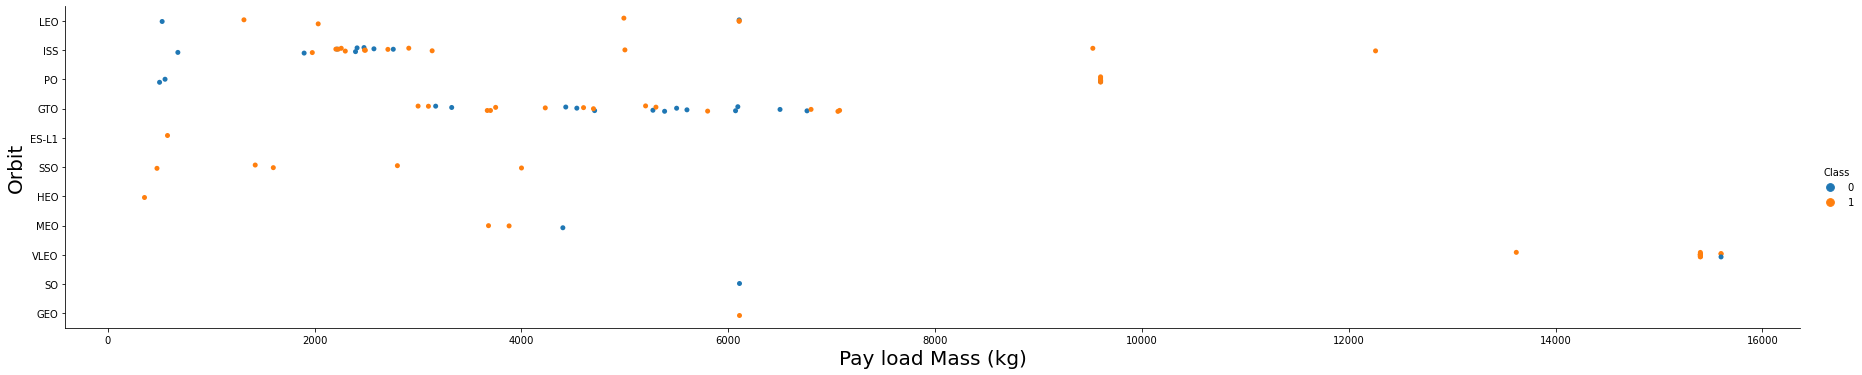 LEO
ISS
PO
GTO
ES-L1
SSO
HEO
MEO
VLEO
SO
GEO
Orbit
0 2000 4000 6000 8000 10000 12000 14000 16000
Pay load Mass (kg)
Class
0
1